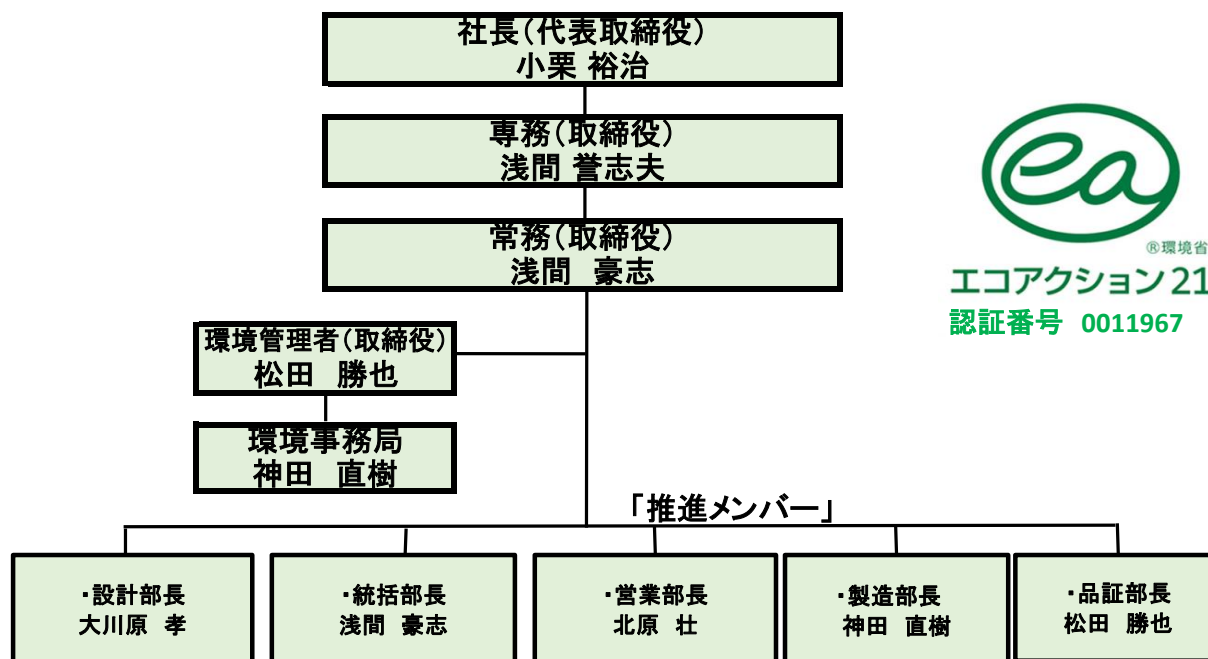 社長(代表取締役)
小栗 裕治
専務(取締役)
浅間 誉志夫
常務(取締役)
浅間　豪志
ea
®環境省
エコアクション21
認証番号 0011967
環境管理者(取締役)
松田　勝也
環境事務局
神田　直樹
「推進メンバー」
・設計部長
大川原 孝
・統括部長
浅間 豪志
・営業部長
北原 壮
・製造部長
神田 直樹
・品証部長
松田 勝也